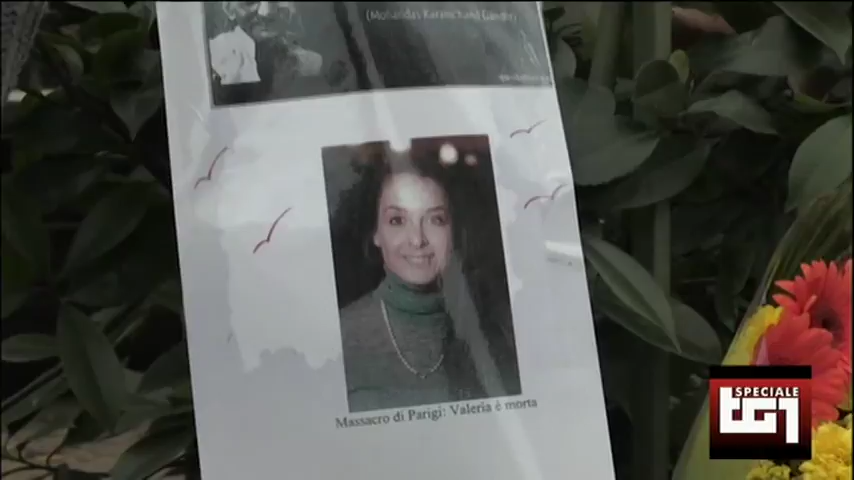 (Mohandas Karamchand Gandhi)
Massacro di Parigi: Valeria è morta
SPECIALE
TG1